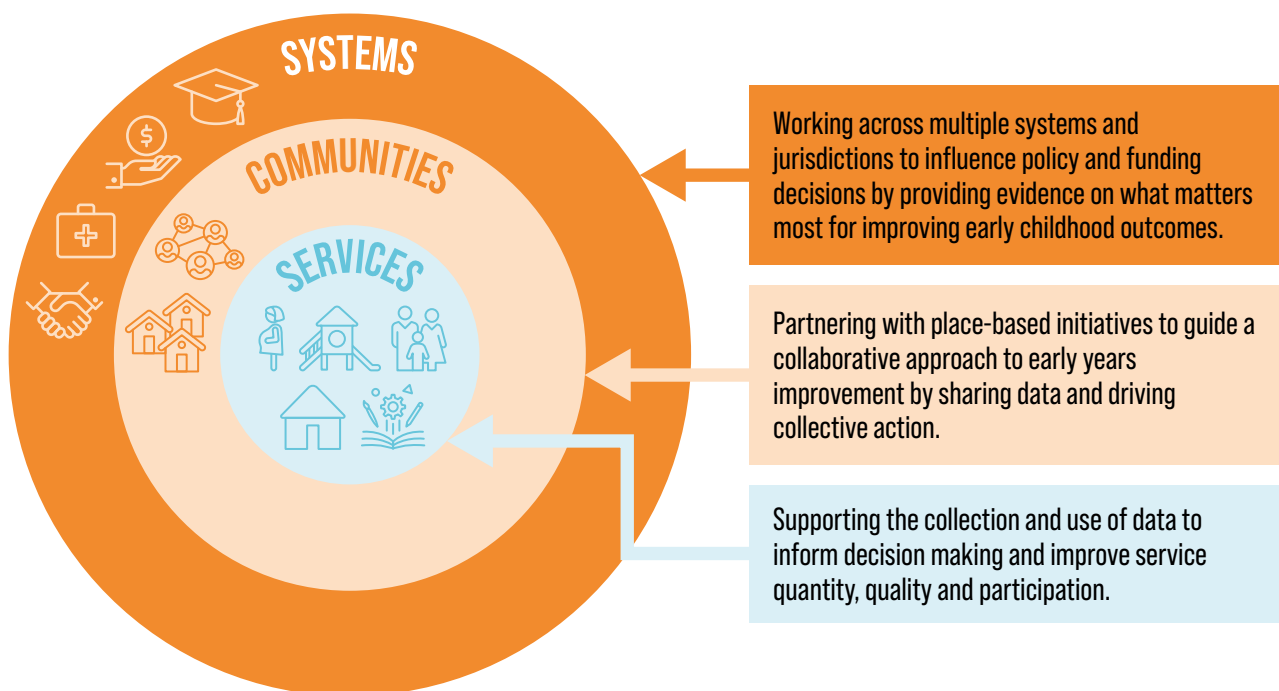 SYSTEMS
COMMUNITIES
SERVICES
$
Working across multiple systems and
jurisdictions to influence policy and funding
decisions by providing evidence on what matters
most for improving early childhood outcomes.
Partnering with place-based initiatives to guide a
collaborative approach to early years
improvement by sharing data and driving
collective action.
Supporting the collection and use of data to
inform decision making and improve service
quantity, quality and participation.